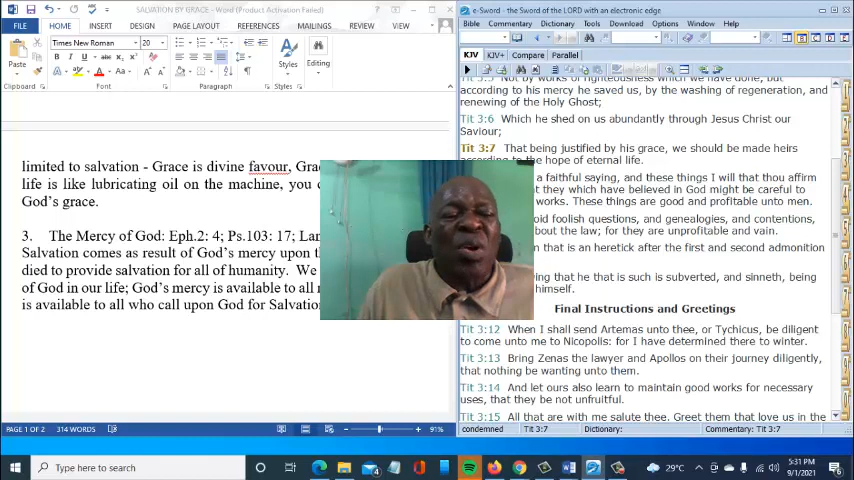 SALVATION BY GRACE - Word (Product Activation Failed)
FILE HOME INSERT DESIGN PAGE LAYOUT REFERENCES MAILINGS REVIEW VIEW
Times New Roman 20
Paste
Styles
Editing
Clipboard Font Paragraph Styles
limited to salvation - Grace is divine favour,
life is like lubricating oil on the machine, you
God's grace.
3. The Mercy of God: Eph.2: 4; Ps.103: 17;
Salvation comes as result of God's mercy upon
died to provide salvation for all of humanity. We
of God in our life; God's mercy is available to all
is available to all who call upon God for
PAGE 1 OF 2 314 WORDS 91%
e-Sword - the Sword of the LORD with an electronic edge
Bible Commentary Dictionary Tools Download Options Window Help
KJV KJV+ Compare Parallel
Tit 3:5 Not by works of righteousness which we have done, but
according to his mercy he saved us, by the washing of regeneration, and
renewing of the Holy Ghost;
Tit 3:6 Which he shed on us abundantly through Jesus Christ our
Saviour;
Tit 3:7 That being justified by his grace, we should be made heirs
according to the hope of eternal life.
a faithful saying, and these things I will that thou affirm
they which have believed in God might be careful to
works. These things are good and profitable unto men.
foolish questions, and genealogies, and contentions,
about the law; for they are unprofitable and vain.
that is an heretick after the first and second admonition
that he that is such is subverted, and sinneth, being
himself.
Final Instructions and Greetings
Tit 3:12 When I shall send Artemas unto thee, or Tychicus, be diligent
to come unto me to Nicopolis: for I have determined there to winter.
Tit 3:13 Bring Zenas the lawyer and Apollos on their journey diligently,
that nothing be wanting unto them.
Tit 3:14 And let ours also learn to maintain good works for necessary
uses, that they be not unfruitful.
Tit 3:15 All that are with me salute thee. Greet them that love us in the
condemned Tit 3:7 Dictionary: Commentary: Tit 3:7
Type here to search
29°C
5:31 PM
9/1/2021